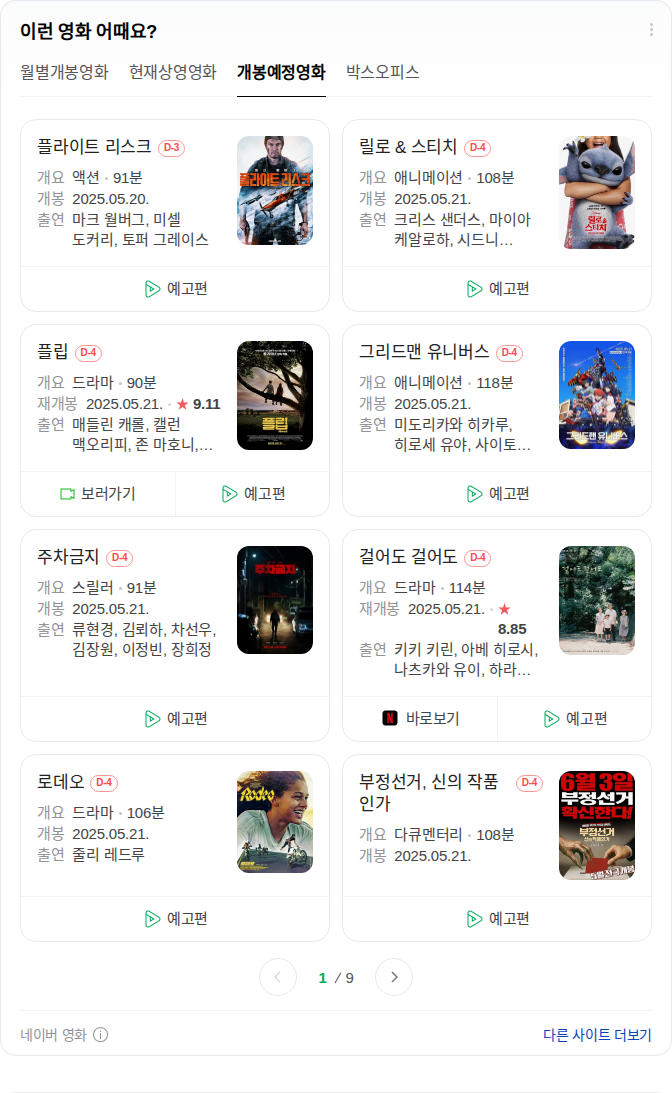 이런 영화 어때요?
월별개봉영화 현재상영영화 개봉예정영화 박스오피스
플라이트 리스크 D-3
개요 액션 · 91분
개봉 2025.05.20.
출연 마크 월버그, 미셸
도커리, 토퍼 그레이스
플라이트 리스크
예고편
릴로 & 스티치 D-4
개요 애니메이션 · 108분
개봉 2025.05.21.
출연 크리스 샌더스, 마이아
케알로하, 시드니…
릴로&
스티치
예고편
플립 D-4
개요 드라마 · 90분
재개봉 2025.05.21. · ★ 9.11
출연 매들린 캐롤, 캘런
맥오리피, 존 마호니,…
플립
보러가기 예고편
그리드맨 유니버스 D-4
개요 애니메이션 · 118분
개봉 2025.05.21.
출연 미도리카와 히카루,
히로세 유야, 사이토…
그리드맨 유니버스
예고편
주차금지 D-4
개요 스릴러 · 91분
개봉 2025.05.21.
출연 류현경, 김뢰하, 차선우,
김장원, 이정빈, 장희정
주차금지
예고편
걸어도 걸어도 D-4
개요 드라마 · 114분
재개봉 2025.05.21. · ★
8.85
출연 키키 키린, 아베 히로시,
나츠카와 유이, 하라…
걸어도 걸어도
N 바로보기 예고편
로데오 D-4
개요 드라마 · 106분
개봉 2025.05.21.
출연 줄리 레드루
Rodeo
예고편
부정선거, 신의 작품 D-4
인가
개요 다큐멘터리 · 108분
개봉 2025.05.21.
6월 3일
부정선거
확신한다!
부정선거
신의 작품인가
예고편
1 / 9
네이버 영화
다른 사이트 더보기